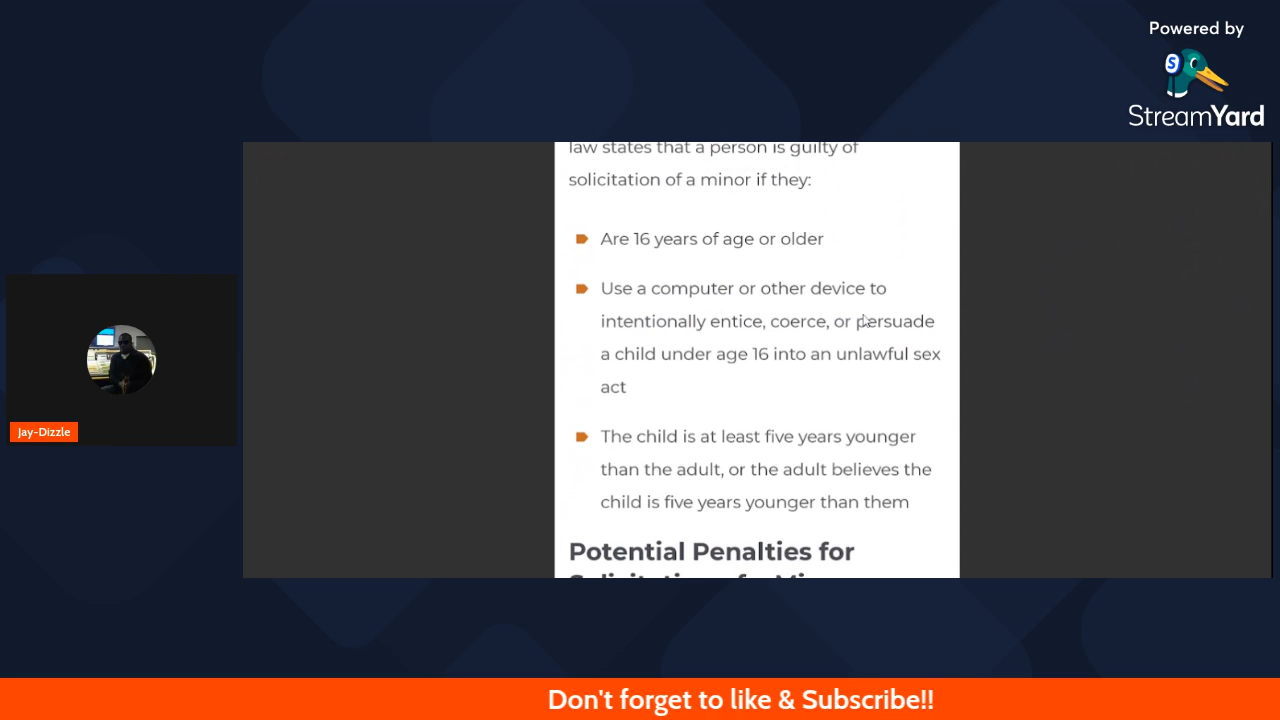 Powered by
S
StreamYard
law states that a person is guilty of
solicitation of a minor if they:
Are 16 years of age or older
Use a computer or other device to
intentionally entice, coerce, or persuade
a child under age 16 into an unlawful sex
act
The child is at least five years younger
than the adult, or the adult believes the
child is five years younger than them
Potential Penalties for
Jay-Dizzle
Don't forget to like & Subscribe!!